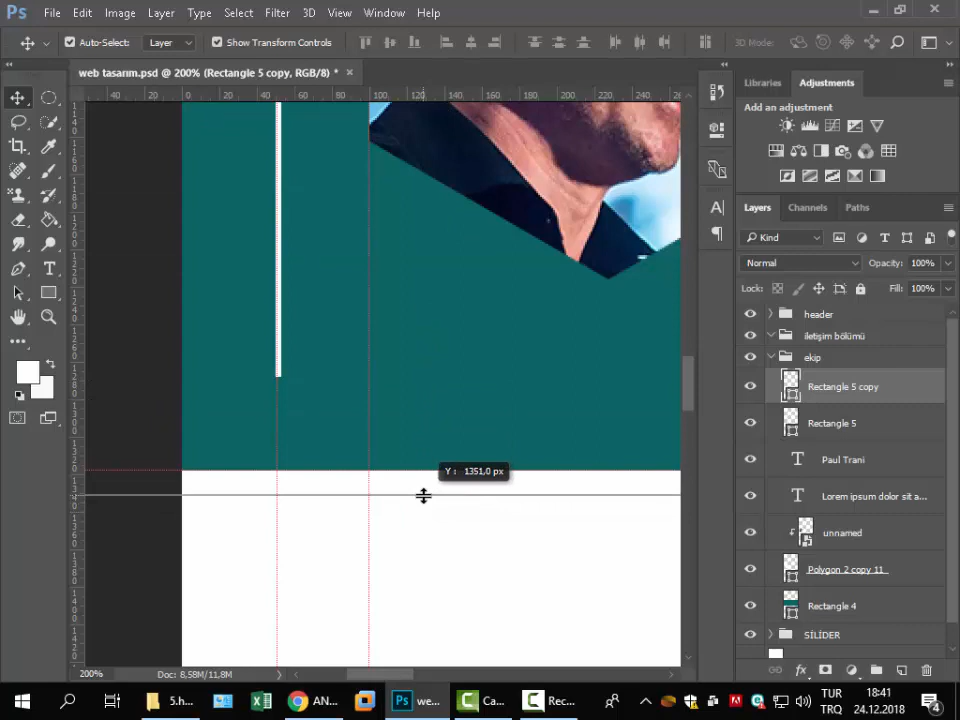 Ps File Edit Image Layer Type Select Filter 3D View Window Help
Auto-Select: Layer Show Transform Controls 3D Mode:
web tasarım.psd @ 200% (Rectangle 5 copy, RGB/8) *
Libraries Adjustments
Add an adjustment
Layers Channels Paths
Kind
Normal Opacity: 100%
Lock: Fill: 100%
header
iletişim bölümü
ekip
Rectangle 5 copy
Rectangle 5
Paul Trani
Lorem ipsum dolor sit a...
unnamed
Polygon 2 copy 11
Rectangle 4
SİLİDER
Y : 1351,0 px
200% Doc: 8,58M/11,8M
5.h... AN... we... Ca... Rec...
TUR 18:41
TRQ 24.12.2018
4